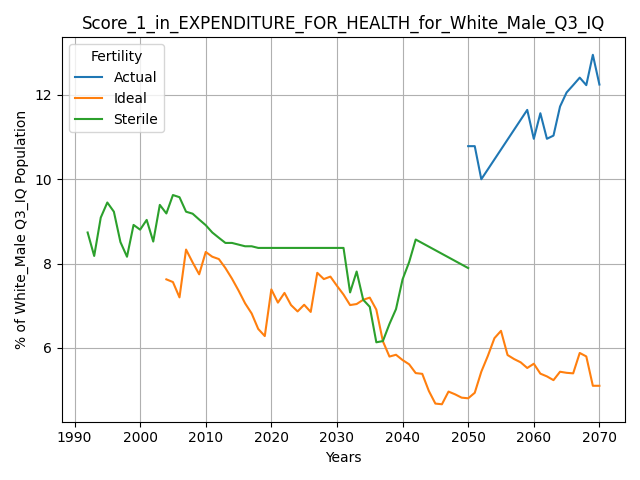 Score_1_in_EXPENDITURE_FOR_HEALTH_for_White_Male_Q3_IQ
% of White_Male Q3_IQ Population
Fertility
Actual
Ideal
Sterile
12
10
8
6
1990 2000 2010 2020 2030 2040 2050 2060 2070
Years